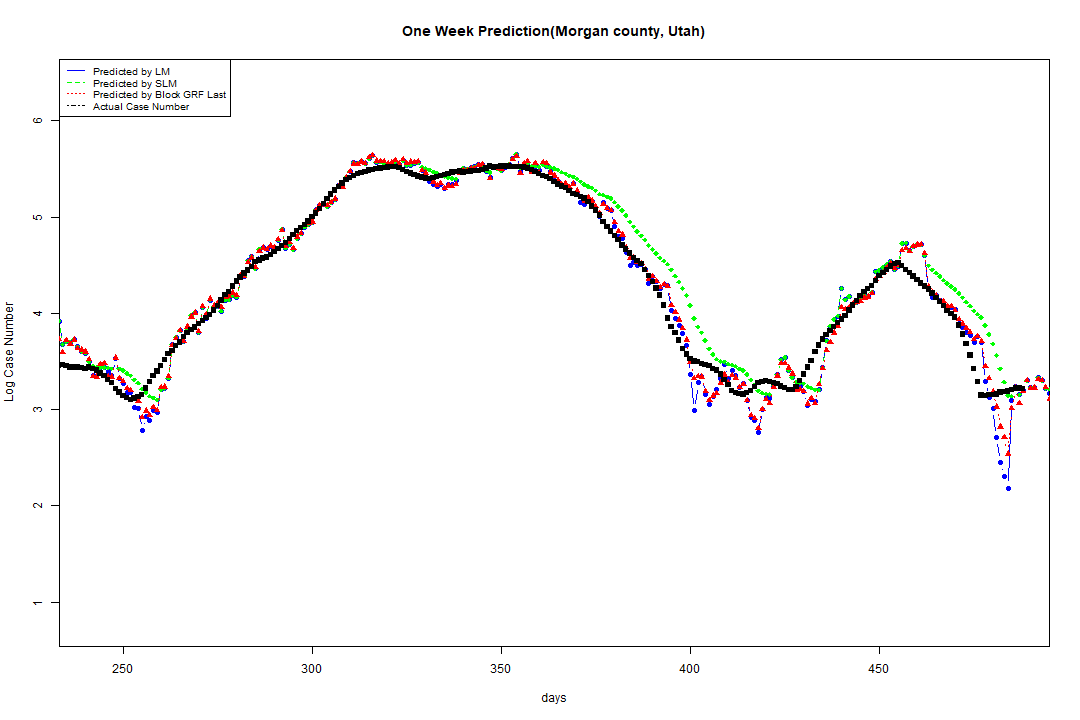 One Week Prediction(Morgan county, Utah)
Predicted by LM
Predicted by SLM
Predicted by Block GRF Last
Actual Case Number
Log Case Number
6
5
4
3
2
1
250
300
350
400
450
days